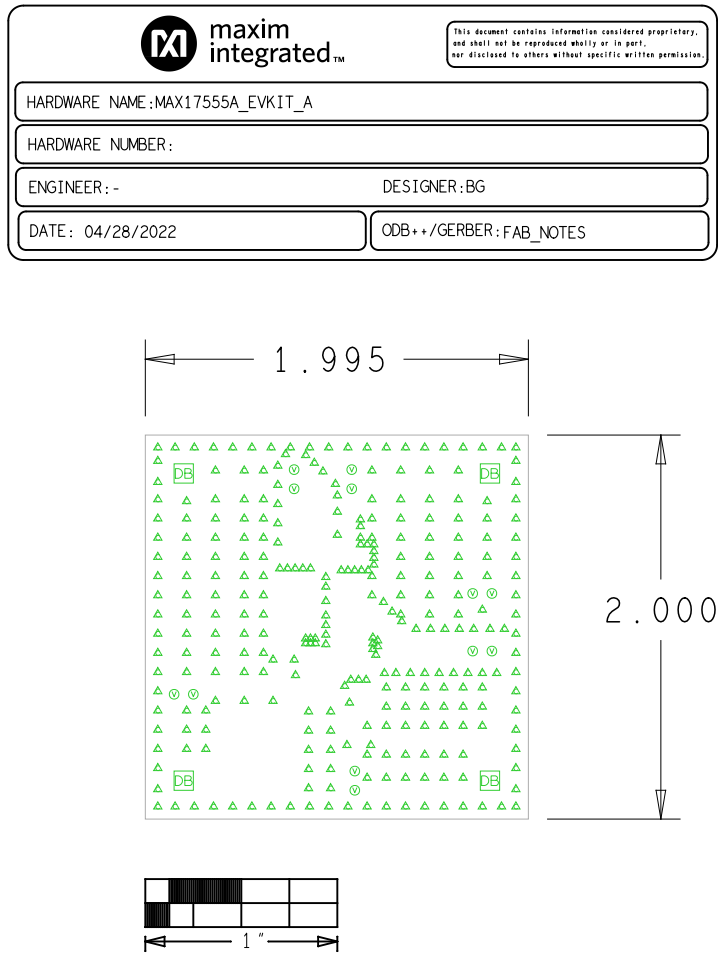 maxim
integrated™
This document contains information considered proprietary,
and shall not be reproduced wholly or in part,
nor disclosed to others without specific written permission.
HARDWARE NAME:MAX17555A_EVKIT_A
HARDWARE NUMBER:
ENGINEER:- DESIGNER:BG
DATE: 04/28/2022 ODB++/GERBER:FAB_NOTES
1.995
DB DB
V V
V V
V V
2.000
V V
V V
DB DB
V
V
1"